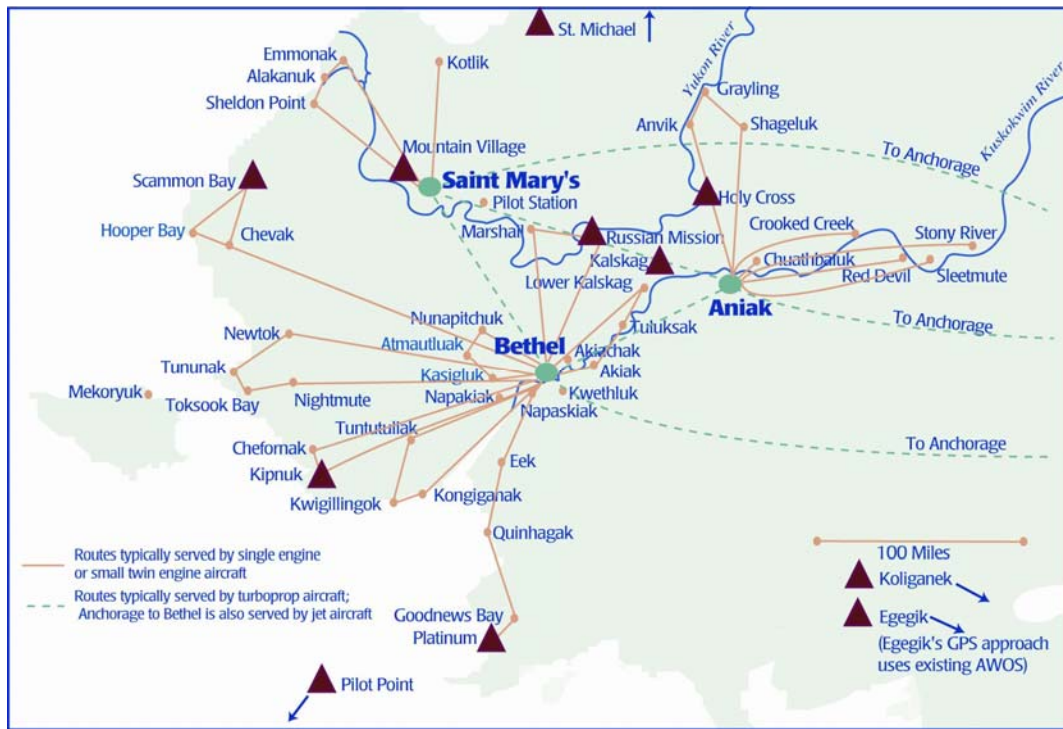 St. Michael
Emmonak
Kotlik
Alakanuk
Sheldon Point
Yukon River
Grayling
Anvik
Shageluk
Kuskokwim River
Mountain Village
To Anchorage
Scammon Bay
Saint Mary's
Holy Cross
Pilot Station
Hooper Bay
Chevak
Marshall
Russian Mission
Crooked Creek
Stony River
Kalskag
Chuathbaluk
Lower Kalskag
Red Devil
Sleetmute
Aniak
To Anchorage
Nunapitchuk
Tuluksak
Newtok
Atmautluak
Bethel
Akiachak
Tununak
Kasigluk
Akiak
Mekoryuk
Toksook Bay
Nightmute
Napakiak
Kwethluk
Napaskiak
Tuntutuliak
Chefornak
To Anchorage
Kipnuk
Eek
Kwigillingok
Kongiganak
Quinhagak
Routes typically served by single engine
or small twin engine aircraft
100 Miles
Koliganek
Routes typically served by turboprop aircraft;
Anchorage to Bethel is also served by jet aircraft
Goodnews Bay
Egegik
Platinum
(Egegik's GPS approach
uses existing AWOS)
Pilot Point